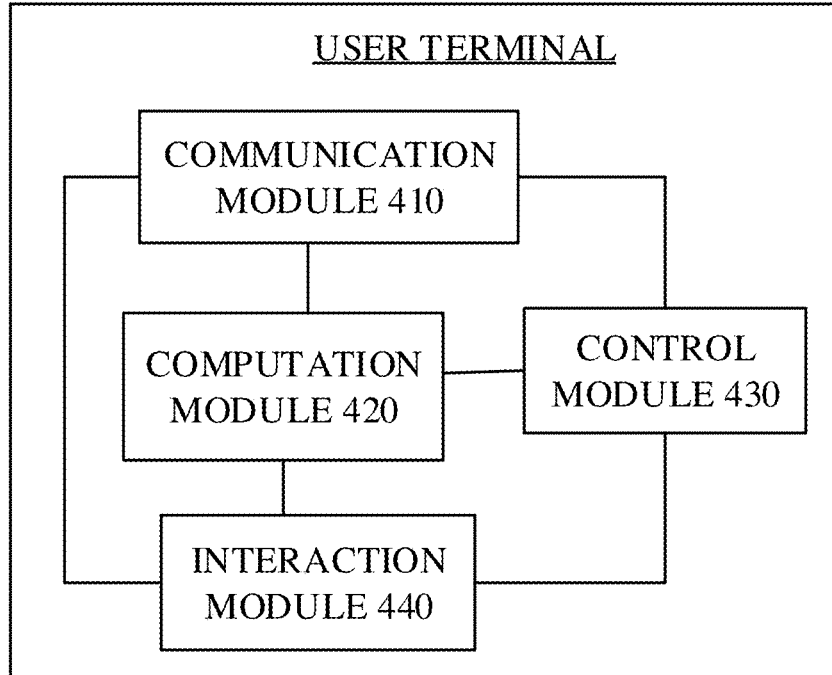 USER TERMINAL
COMMUNICATION
MODULE 410
COMPUTATION
MODULE 420
CONTROL
MODULE 430
INTERACTION
MODULE 440